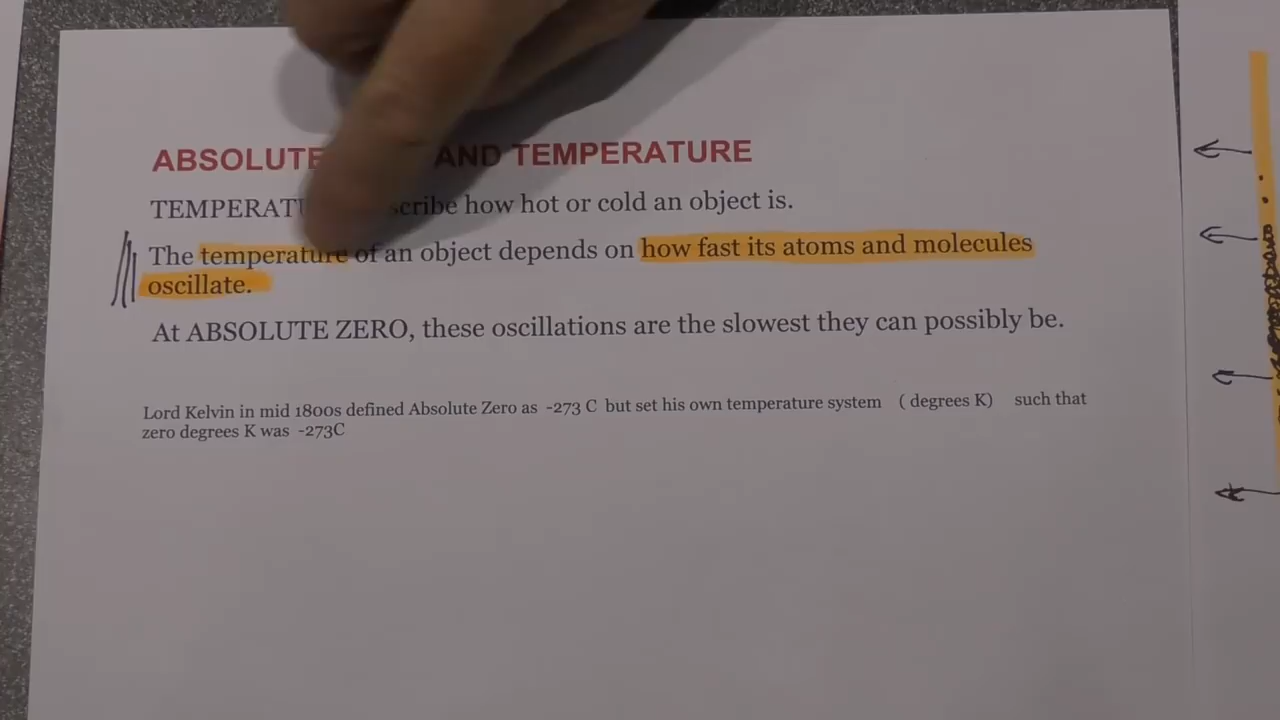 ABSOLUTE AND TEMPERATURE
how hot or cold an object is.
The temperature of an object depends on how fast its atoms and molecules
oscillate.
At ABSOLUTE ZERO, these oscillations are the slowest they can possibly be.
Lord Kelvin in mid 1800s defined Absolute Zero as -273 C but set his own temperature system ( degrees K) such that
zero degrees K was -273C